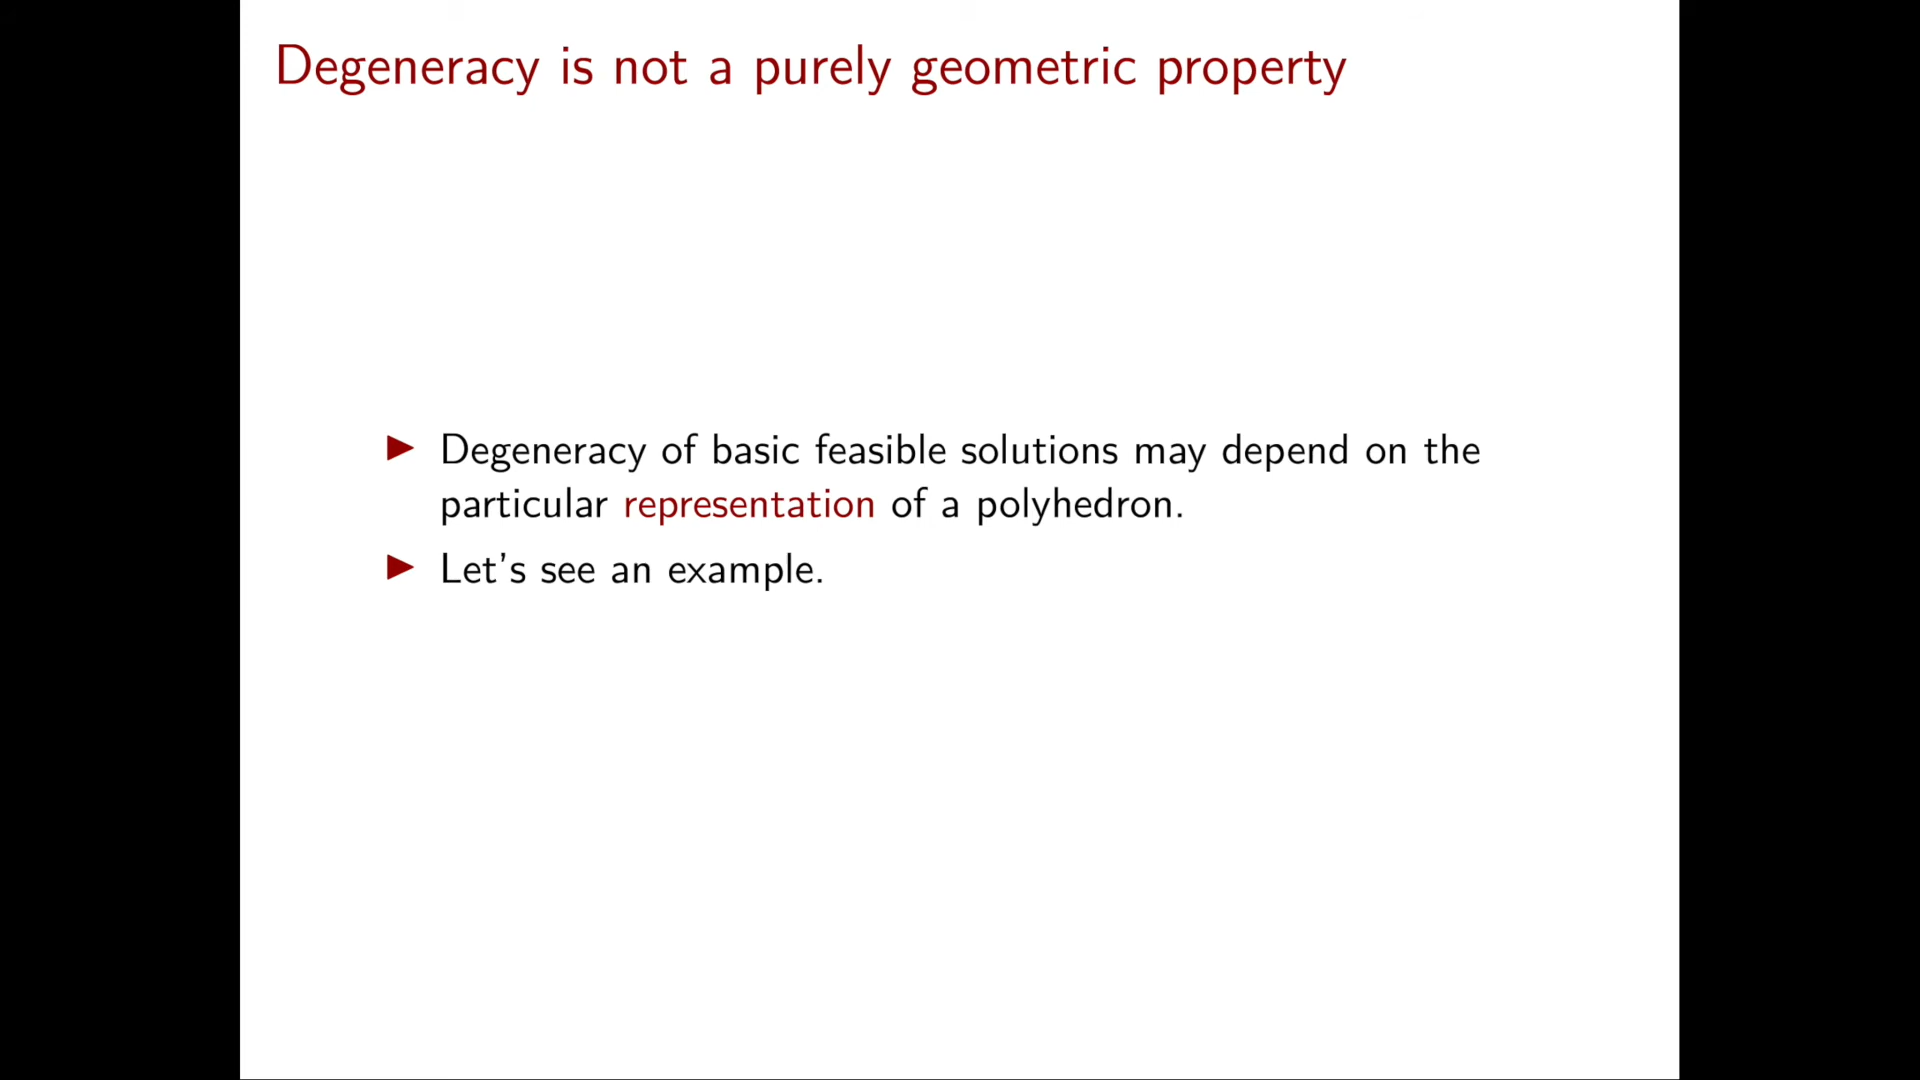 Degeneracy is not a purely geometric property
Degeneracy of basic feasible solutions may depend on the
particular representation of a polyhedron.
Let's see an example.